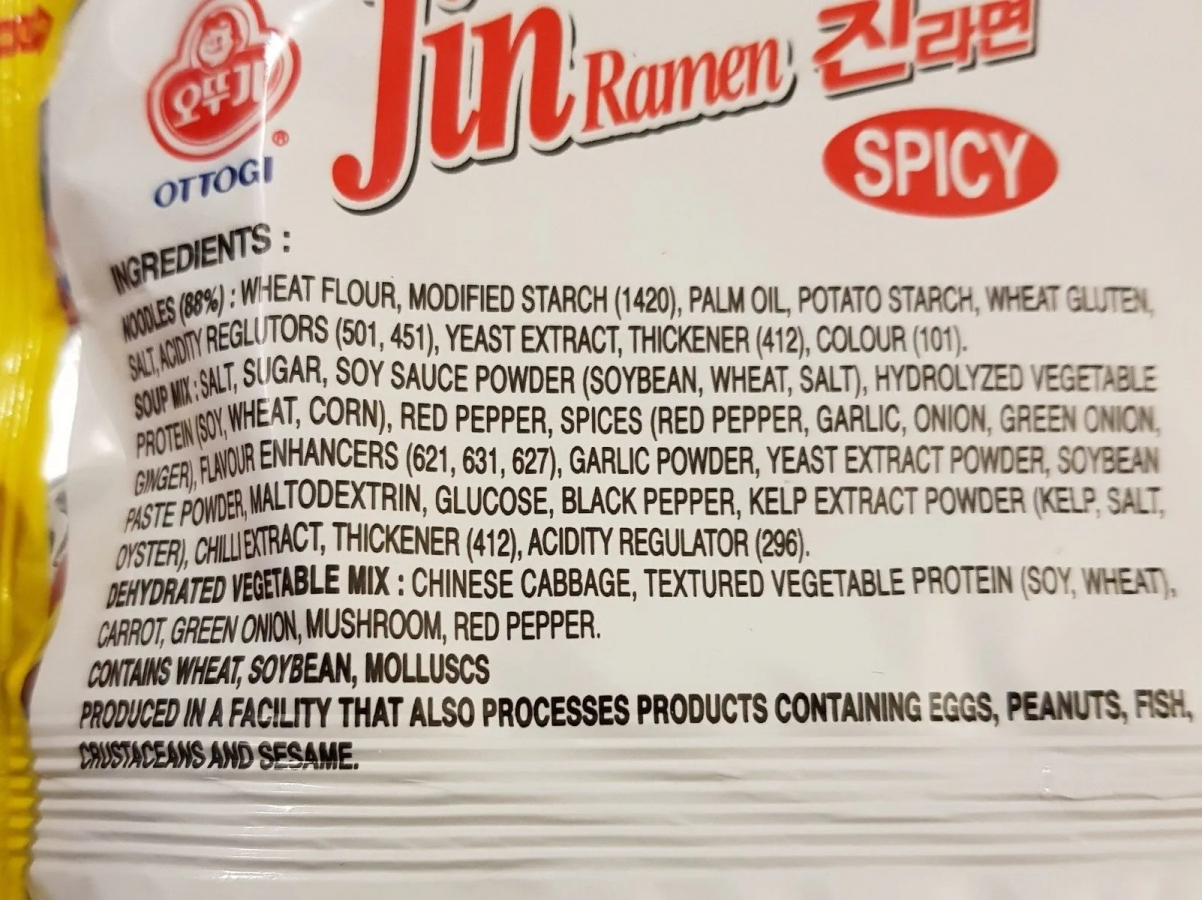 오뚜기
®
OTTOGI
Jin Ramen 진라면
SPICY
INGREDIENTS :
NOODLES (88%) : WHEAT FLOUR, MODIFIED STARCH (1420), PALM OIL, POTATO STARCH, WHEAT GLUTEN,
SALT, ACIDITY REGLUTORS (501, 451), YEAST EXTRACT, THICKENER (412), COLOUR (101).
SOUP MIX : SALT, SUGAR, SOY SAUCE POWDER (SOYBEAN, WHEAT, SALT), HYDROLYZED VEGETABLE
PROTEIN (SOY, WHEAT, CORN), RED PEPPER, SPICES (RED PEPPER, GARLIC, ONION, GREEN ONION,
GINGER), FLAVOUR ENHANCERS (621, 631, 627), GARLIC POWDER, YEAST EXTRACT POWDER, SOYBEAN
PASTE POWDER, MALTODEXTRIN, GLUCOSE, BLACK PEPPER, KELP EXTRACT POWDER (KELP, SALT,
OYSTER), CHILLI EXTRACT, THICKENER (412), ACIDITY REGULATOR (296).
DEHYDRATED VEGETABLE MIX : CHINESE CABBAGE, TEXTURED VEGETABLE PROTEIN (SOY, WHEAT),
CARROT, GREEN ONION, MUSHROOM, RED PEPPER.
CONTAINS WHEAT, SOYBEAN, MOLLUSCS
PRODUCED IN A FACILITY THAT ALSO PROCESSES PRODUCTS CONTAINING EGGS, PEANUTS, FISH,
CRUSTACEANS AND SESAME.